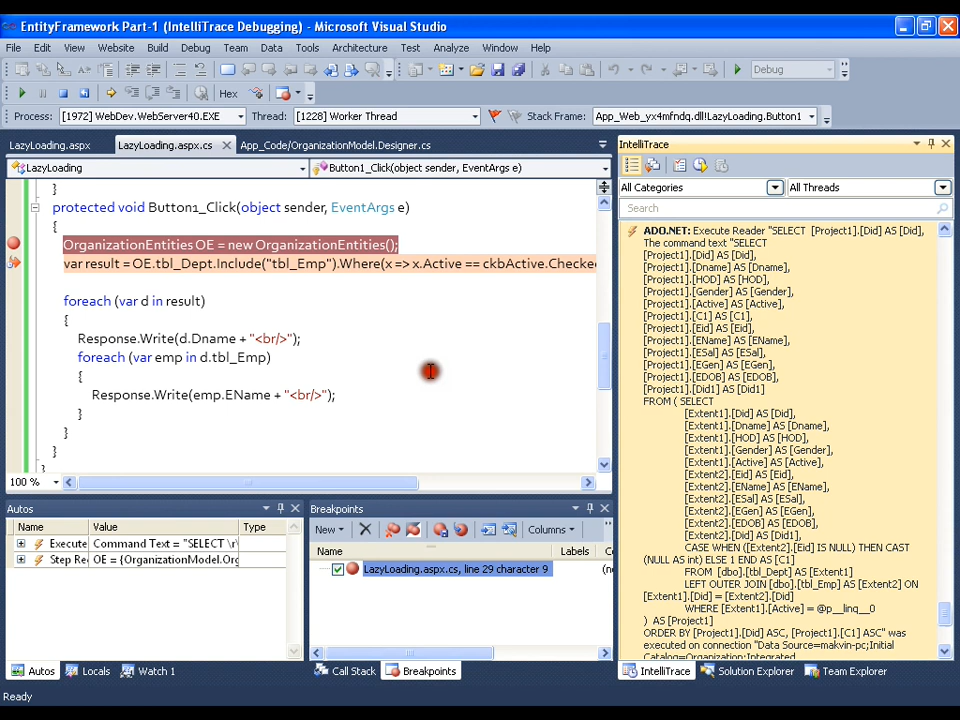 EntityFramework Part-1 (IntelliTrace Debugging) - Microsoft Visual Studio
File Edit View Website Build Debug Team Data Tools Architecture Test Analyze Window Help
Debug
Hex
Process: [1972] WebDev.WebServer40.EXE Thread: [1228] Worker Thread Stack Frame: App_Web_yx4mfndq.dll!LazyLoading.Button1
LazyLoading.aspx LazyLoading.aspx.cs App_Code/OrganizationModel.Designer.cs
LazyLoading Button1_Click(object sender, EventArgs e)
}
protected void Button1_Click(object sender, EventArgs e)
{
OrganizationEntities OE = new OrganizationEntities();
var result = OE.tbl_Dept.Include("tbl_Emp").Where(x => x.Active == ckbActive.Checke
foreach (var d in result)
{
Response.Write(d.Dname + "<br/>");
foreach (var emp in d.tbl_Emp)
{
Response.Write(emp.EName + "<br/>");
}
}
}
100 %
IntelliTrace
All Categories All Threads
Search
ADO.NET: Execute Reader "SELECT [Project1].[Did] AS [Did],
The command text "SELECT
[Project1].[Did] AS [Did],
[Project1].[Dname] AS [Dname],
[Project1].[HOD] AS [HOD],
[Project1].[Gender] AS [Gender],
[Project1].[Active] AS [Active],
[Project1].[C1] AS [C1],
[Project1].[Eid] AS [Eid],
[Project1].[EName] AS [EName],
[Project1].[ESal] AS [ESal],
[Project1].[EGen] AS [EGen],
[Project1].[EDOB] AS [EDOB],
[Project1].[Did1] AS [Did1]
FROM ( SELECT
[Extent1].[Did] AS [Did],
[Extent1].[Dname] AS [Dname],
[Extent1].[HOD] AS [HOD],
[Extent1].[Gender] AS [Gender],
[Extent1].[Active] AS [Active],
[Extent2].[Eid] AS [Eid],
[Extent2].[EName] AS [EName],
[Extent2].[ESal] AS [ESal],
[Extent2].[EGen] AS [EGen],
[Extent2].[EDOB] AS [EDOB],
[Extent2].[Did] AS [Did1],
CASE WHEN ([Extent2].[Eid] IS NULL) THEN CAST
(NULL AS int) ELSE 1 END AS [C1]
FROM [dbo].[tbl_Dept] AS [Extent1]
LEFT OUTER JOIN [dbo].[tbl_Emp] AS [Extent2] ON
[Extent1].[Did] = [Extent2].[Did]
WHERE [Extent1].[Active] = @p__linq__0
) AS [Project1]
ORDER BY [Project1].[Did] ASC, [Project1].[C1] ASC" was
executed on connection "Data Source=makvin-pc;Initial
Catalog=Organization;Integrated
Autos
Name Value Type
Execute Command Text = "SELECT \r\
Step Re OE = {OrganizationModel.Org
Breakpoints
New Columns
Name Labels
LazyLoading.aspx.cs, line 29 character 9
Autos Locals Watch 1 Call Stack Breakpoints IntelliTrace Solution Explorer Team Explorer
Ready